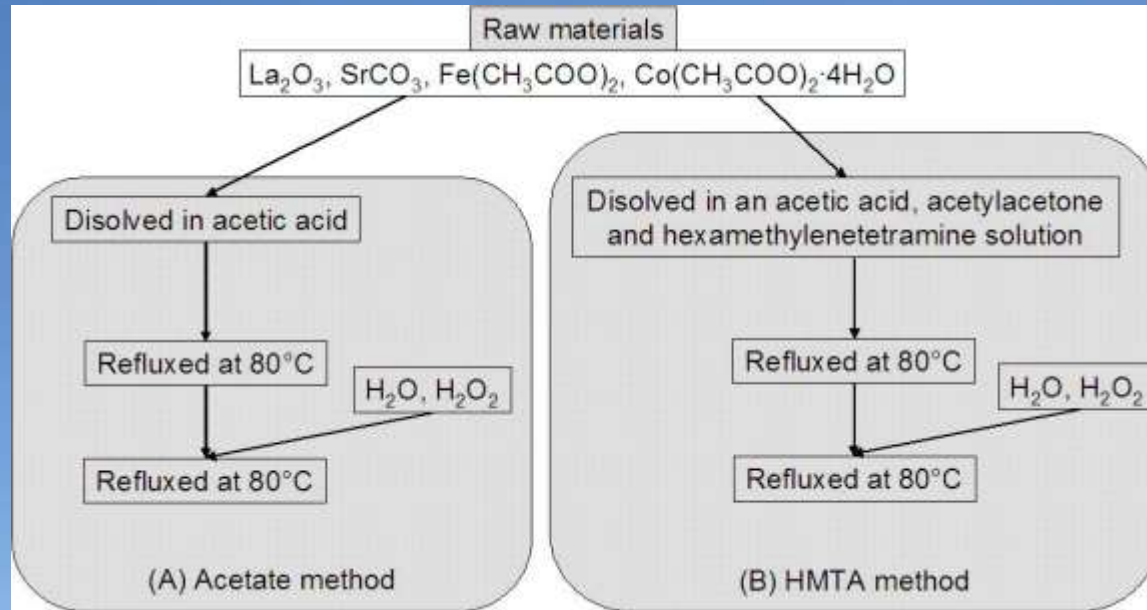 Raw materials
La₂O₃, SrCO₃, Fe(CH₃COO)₂, Co(CH₃COO)₂·4H₂O
Disolved in acetic acid
Refluxed at 80°C
H₂O, H₂O₂
Refluxed at 80°C
(A) Acetate method
Disolved in an acetic acid, acetylacetone
and hexamethylenetetramine solution
Refluxed at 80°C
H₂O, H₂O₂
Refluxed at 80°C
(B) HMTA method